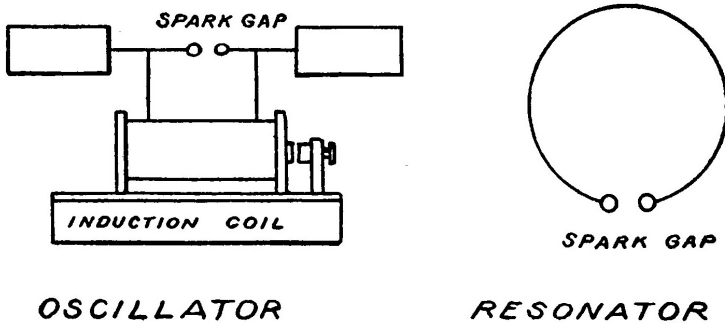 SPARK GAP
INDUCTION COIL
SPARK GAP
OSCILLATOR
RESONATOR